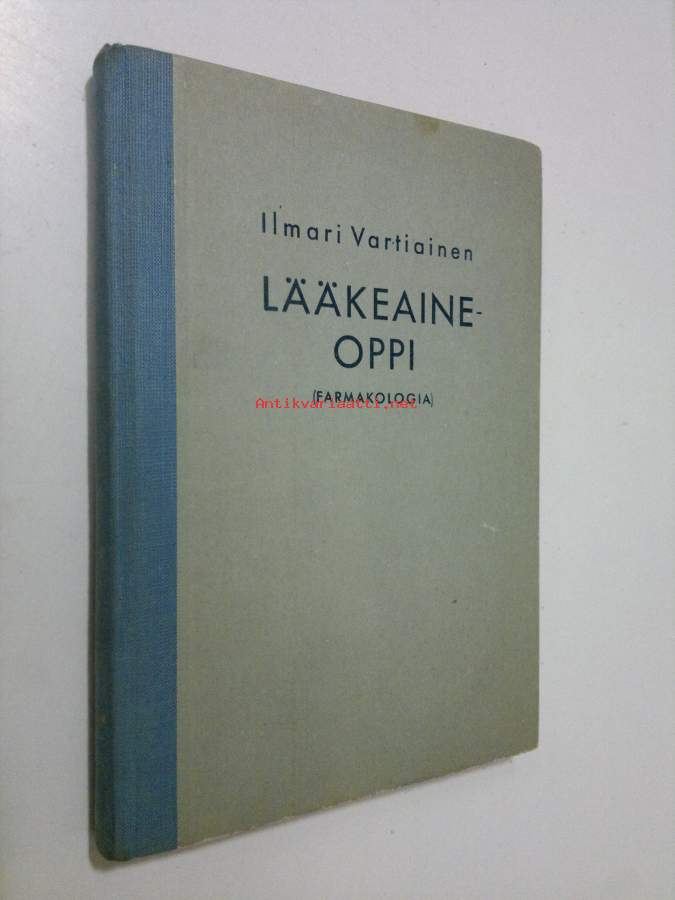 Ilmari Vartiainen
LÄÄKEAINE-
OPPI
(FARMAKOLOGIA)
Antikvariaatti.net